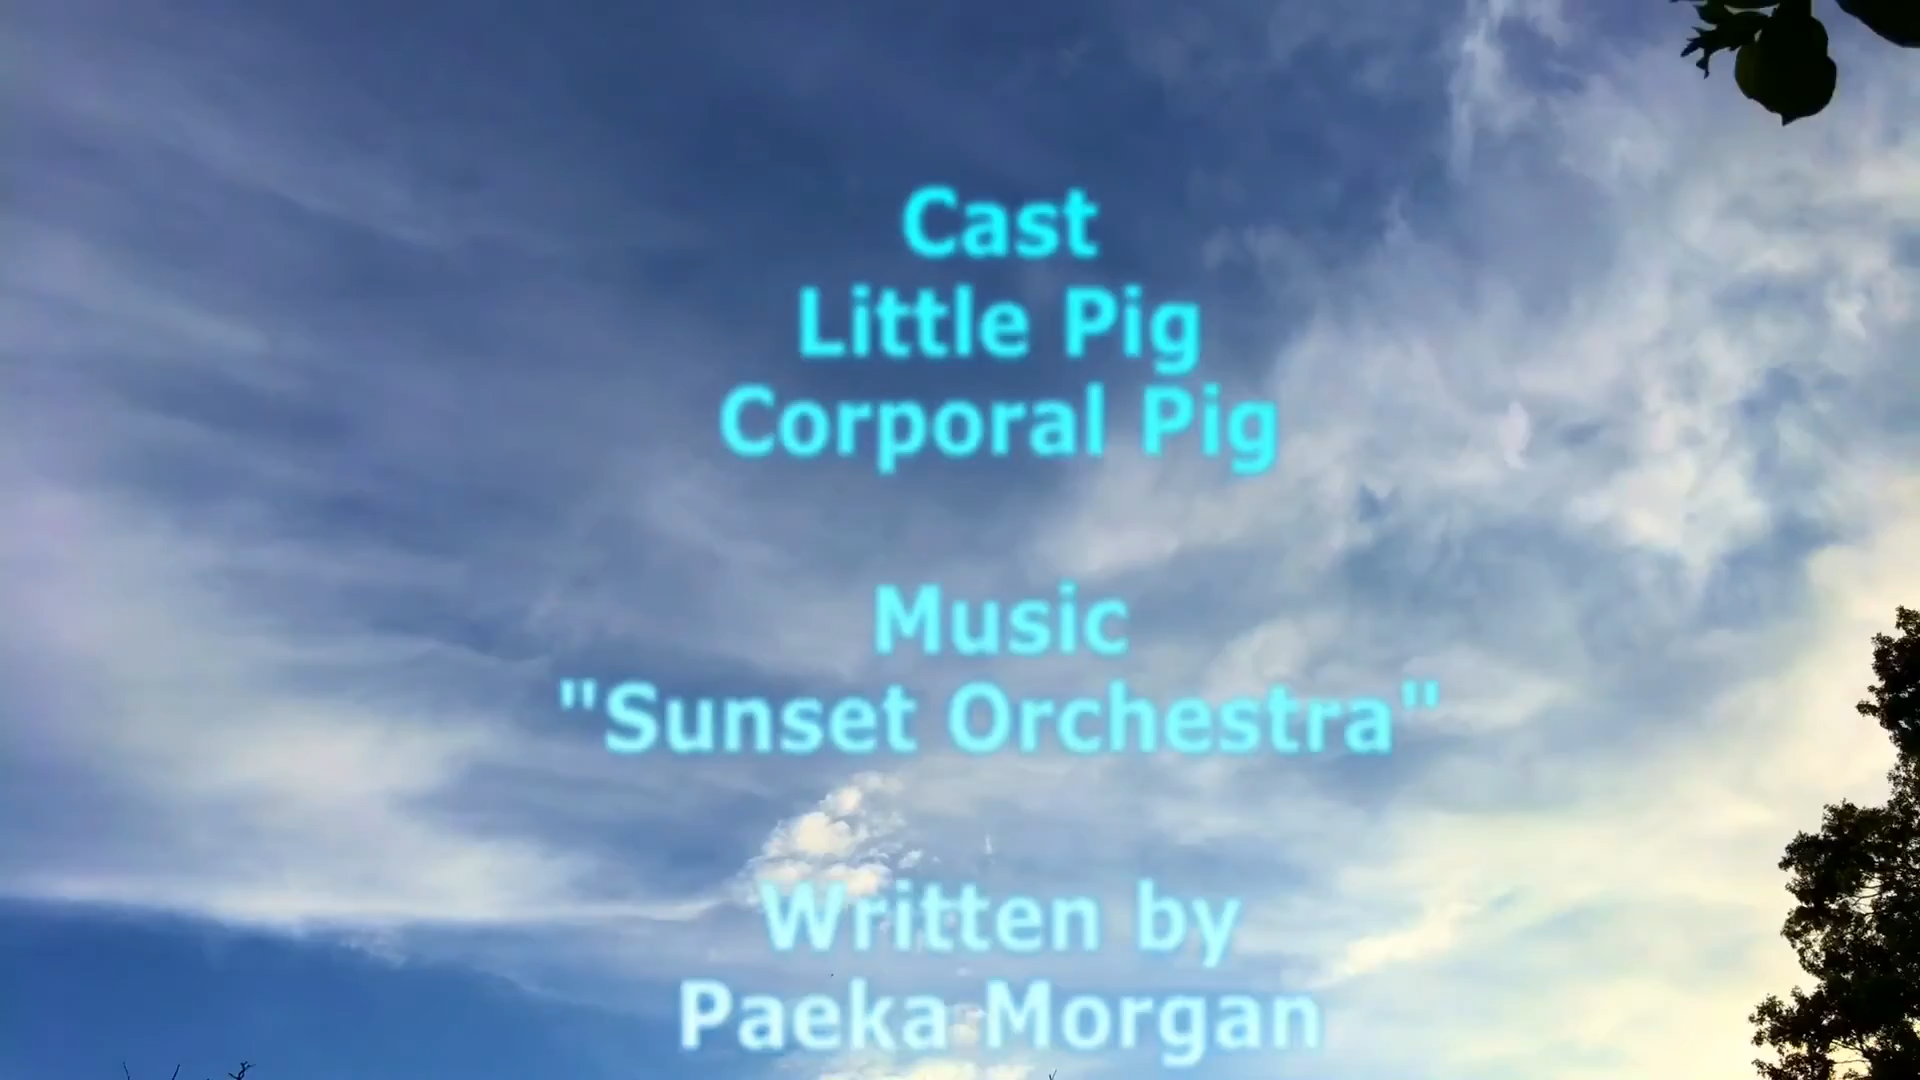 Cast
Little Pig
Corporal Pig
Music
"Sunset Orchestra"
Written by
Paeka Morgan